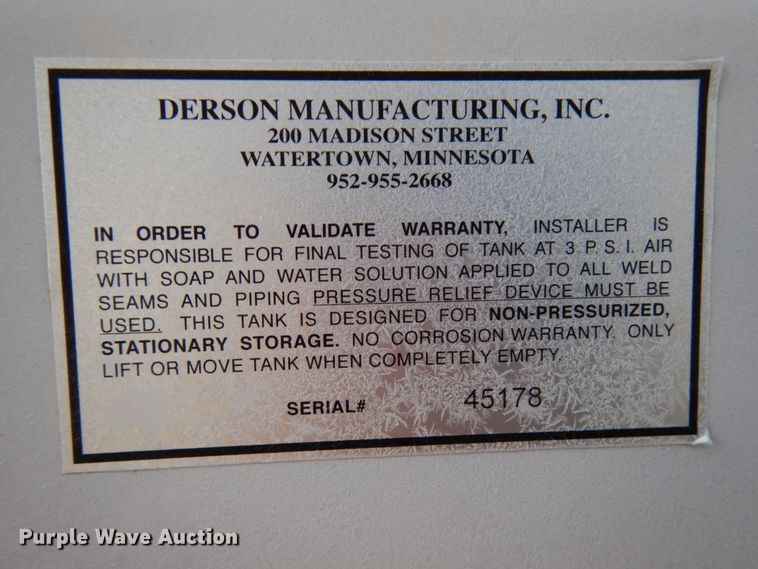 DERSON MANUFACTURING, INC.
200 MADISON STREET
WATERTOWN, MINNESOTA
952-955-2668
IN ORDER TO VALIDATE WARRANTY, INSTALLER IS
RESPONSIBLE FOR FINAL TESTING OF TANK AT 3 P. S. I. AIR
WITH SOAP AND WATER SOLUTION APPLIED TO ALL WELD
SEAMS AND PIPING PRESSURE RELIEF DEVICE MUST BE
USED. THIS TANK IS DESIGNED FOR NON-PRESSURIZED,
STATIONARY STORAGE. NO CORROSION WARRANTY. ONLY
LIFT OR MOVE TANK WHEN COMPLETELY EMPTY.
SERIAL# 45178
Purple Wave Auction